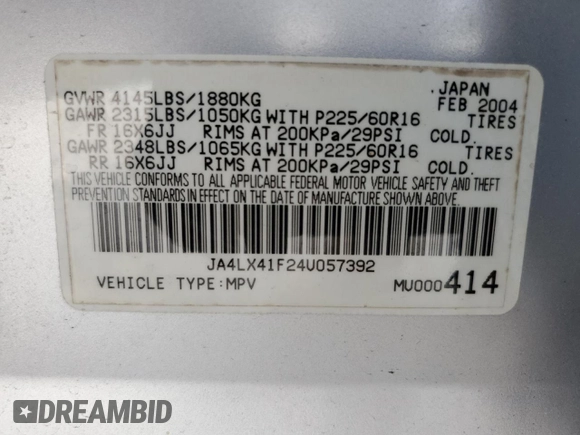 . JAPAN
GVWR 4145LBS/1880KG FEB 2004
GAWR 2315LBS/1050KG WITH P225/60R16 TIRES
FR 16X6JJ RIMS AT 200KPa/29PSI COLD.
GAWR 2348LBS/1065KG WITH P225/60R16 TIRES
RR 16X6JJ RIMS AT 200KPa/29PSI COLD.
THIS VEHICLE CONFORMS TO ALL APPLICABLE FEDERAL MOTOR VEHICLE SAFETY AND THEFT
PREVENTION STANDARDS IN EFFECT ON THE DATE OF MANUFACTURE SHOWN ABOVE.
JA4LX41F24U057392
VEHICLE TYPE:MPV MU000414
DREAMBID